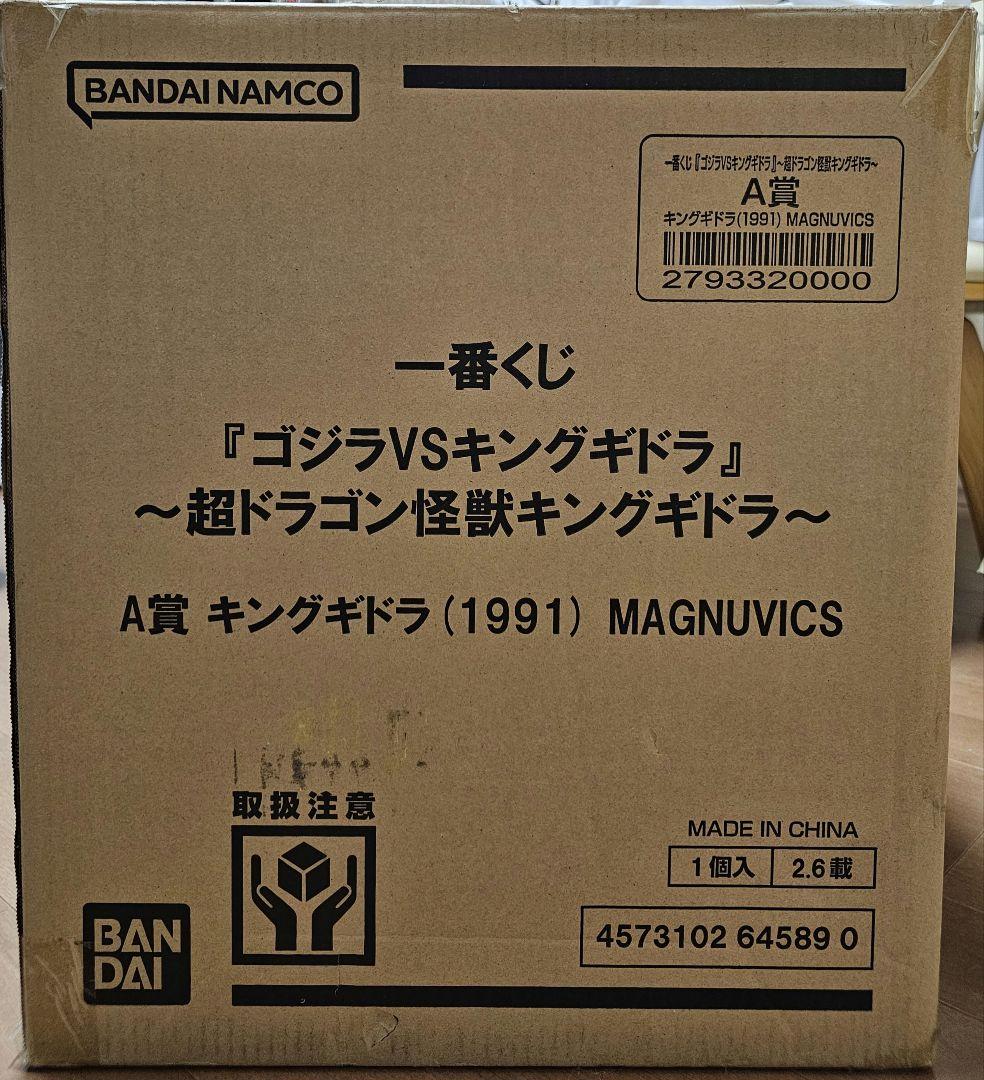 BANDAI NAMCO
一番くじ『ゴジラVSキングギドラ』～超ドラゴン怪獣キングギドラ～
A賞
キングギドラ(1991) MAGNUVICS
2793320000
一番くじ
『ゴジラVSキングギドラ』
～超ドラゴン怪獣キングギドラ～
A賞 キングギドラ(1991) MAGNUVICS
取扱注意
MADE IN CHINA
1個入 2.6載
4573102 64589 0
BAN
DAI